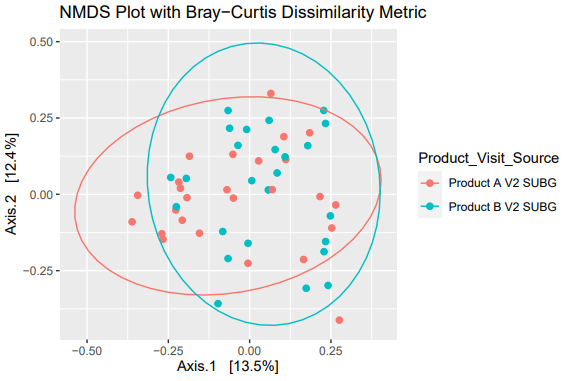 NMDS Plot with Bray−Curtis Dissimilarity Metric
0.50
0.25
0.00
−0.25
Axis.2 [12.4%]
−0.50
−0.25
0.00
0.25
Axis.1 [13.5%]
Product_Visit_Source
Product A V2 SUBG
Product B V2 SUBG